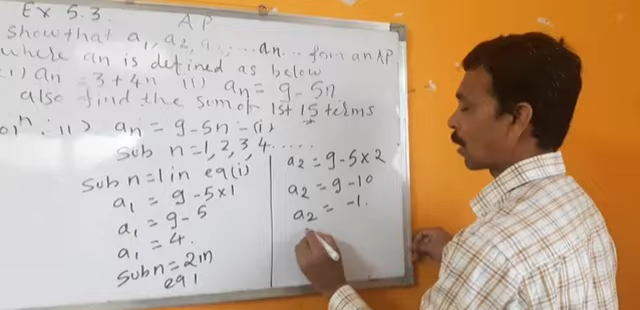 Ex 5.3.
AP
show that a1, a2, a ... an ... form an AP
where an is defined as below
i) an = 3 + 4n ii) an = 9 - 5n
also find the sum of 1st 15 terms
oln: ii) an = 9 - 5n - (i)
Sub n = 1, 2, 3, 4 .....
Sub n = 1 in eq (i)
a1 = 9 - 5 x 1
a1 = 9 - 5
a1 = 4.
Sub n = 2 in
eq 1
a2 = 9 - 5 x 2
a2 = 9 - 10
a2 = -1.